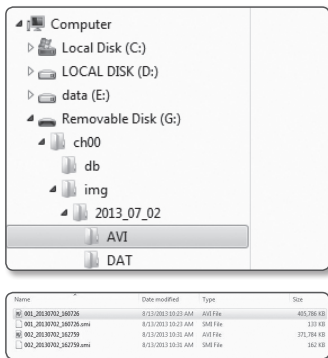 Computer
Local Disk (C:)
LOCAL DISK (D:)
data (E:)
Removable Disk (G:)
ch00
db
img
2013_07_02
AVI
DAT
Name Date modified Type Size
001_20130702_160726 8/13/2013 10:23 AM AVI File 405,786 KB
001_20130702_160726.smi 8/13/2013 10:23 AM SMI File 133 KB
002_20130702_162759 8/13/2013 10:31 AM AVI File 371,784 KB
002_20130702_162759.smi 8/13/2013 10:31 AM SMI File 162 KB